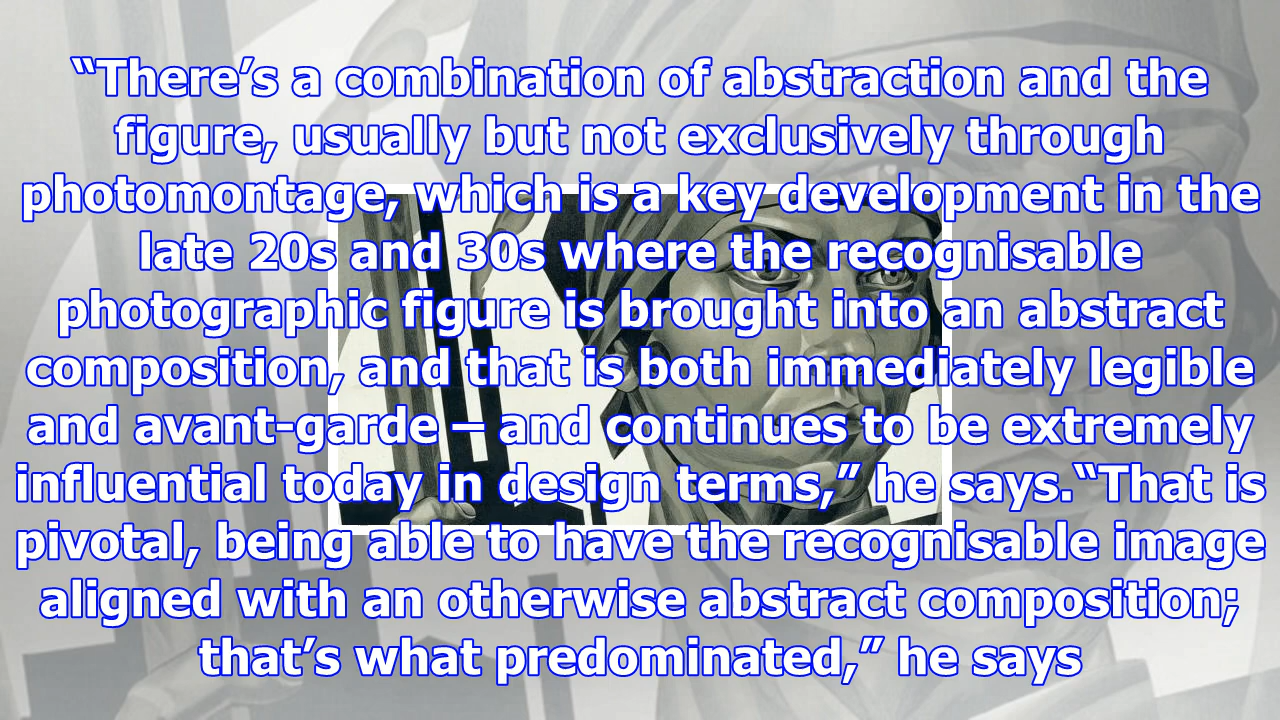 “There’s a combination of abstraction and the
figure, usually but not exclusively through
photomontage, which is a key development in the
late 20s and 30s where the recognisable
photographic figure is brought into an abstract
composition, and that is both immediately legible
and avant-garde – and continues to be extremely
influential today in design terms,” he says.“That is
pivotal, being able to have the recognisable image
aligned with an otherwise abstract composition;
that’s what predominated,” he says